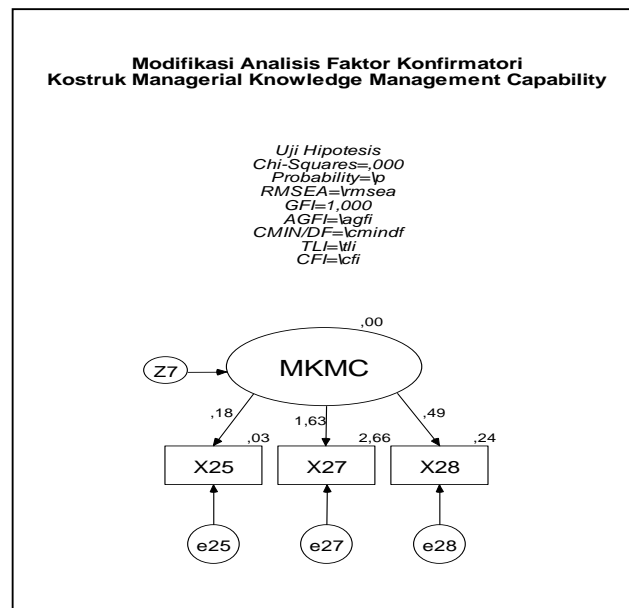 Modifikasi Analisis Faktor Konfirmatori
Kostruk Managerial Knowledge Management Capability
Uji Hipotesis
Chi-Squares=,000
Probability=\p
RMSEA=\rmsea
GFI=1,000
AGFI=\agfi
CMIN/DF=\cmindf
TLI=\tli
CFI=\cfi
,00
Z7
MKMC
,18
1,63
,49
,03
2,66
,24
X25
X27
X28
e25
e27
e28